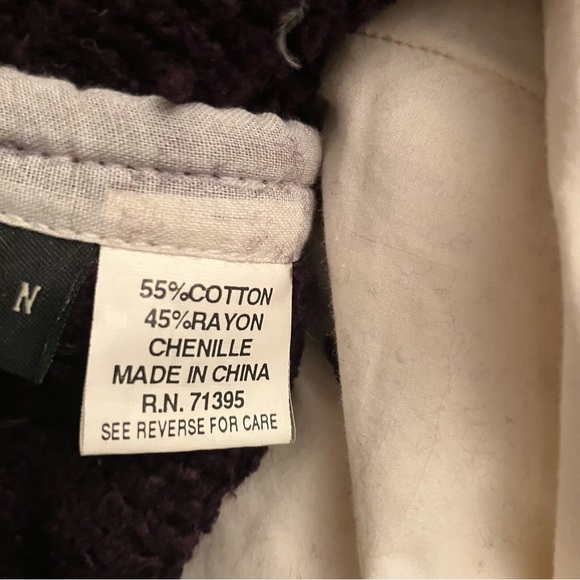 N
55%COTTON
45%RAYON
CHENILLE
MADE IN CHINA
R.N. 71395
SEE REVERSE FOR CARE